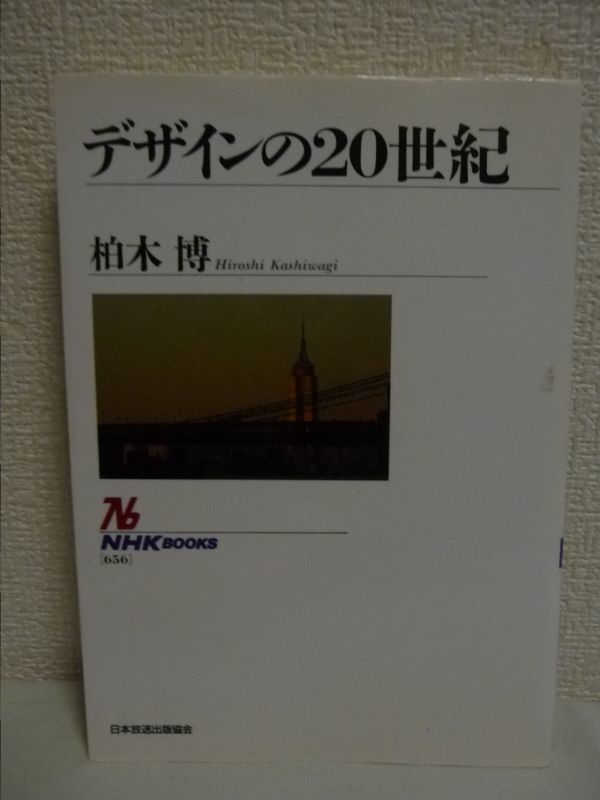 デザインの20世紀
柏木 博 Hiroshi Kashiwagi
NHK BOOKS
[656]
日本放送出版協会